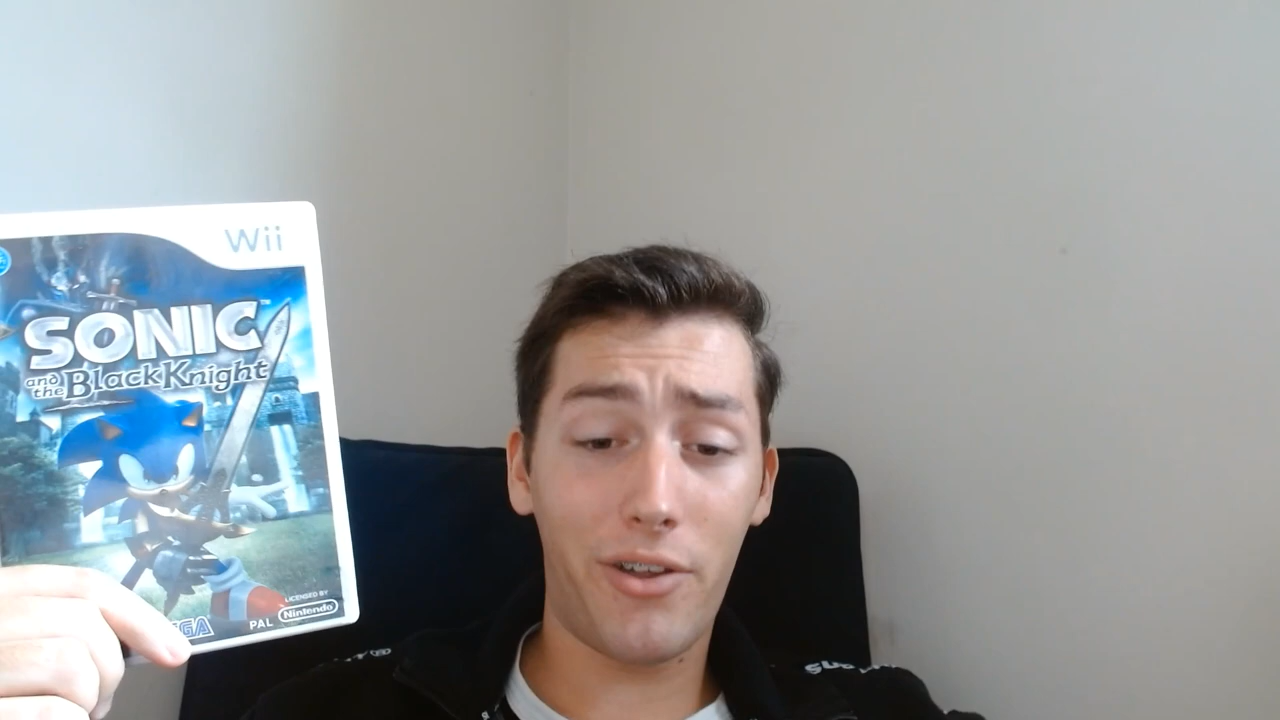 Wii
SONIC
and the Black Knight
LICENSED BY
Nintendo
PAL